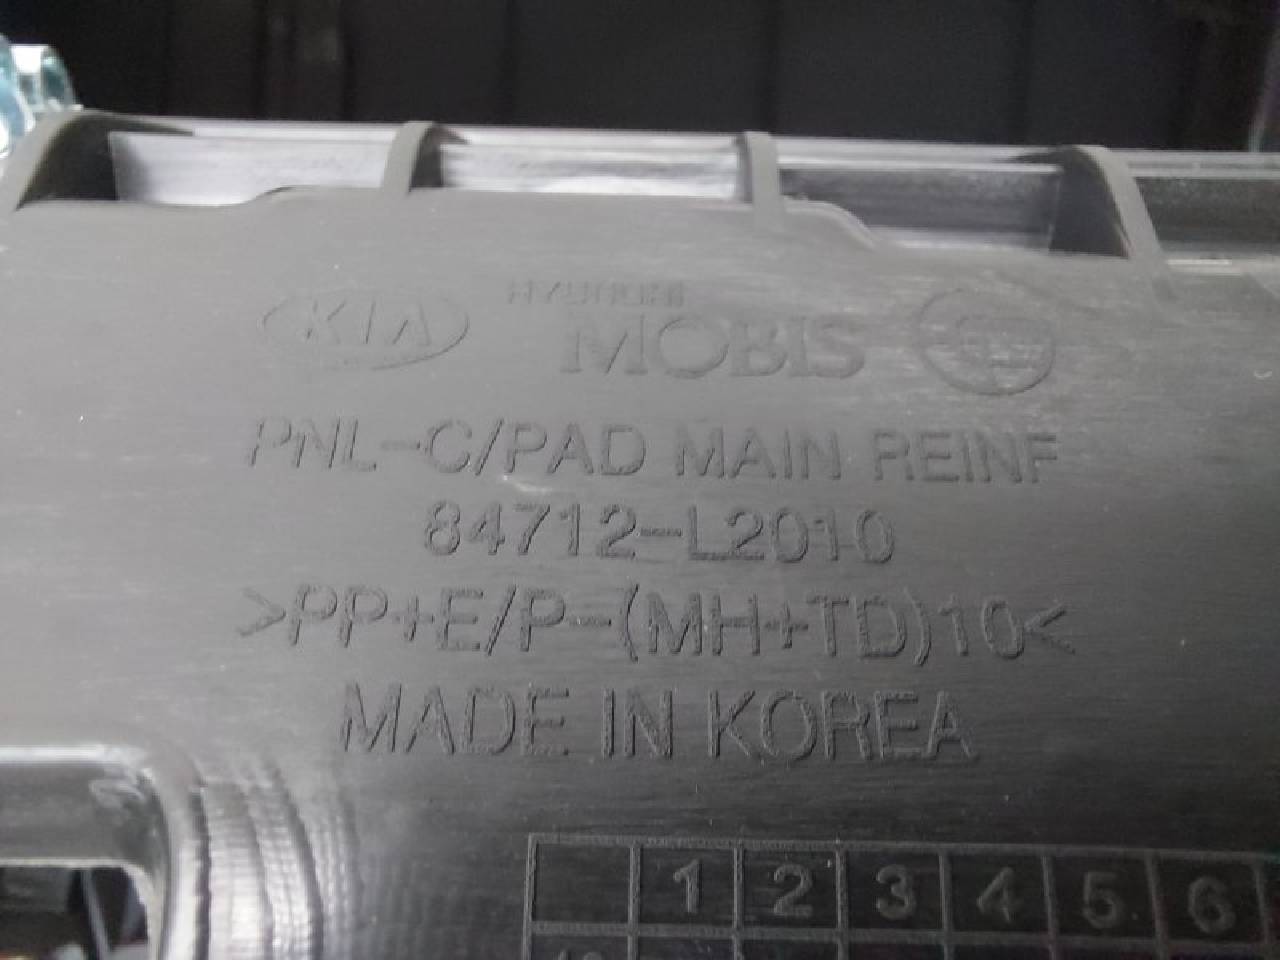 KIA HYUNDAI MOBIS
PNL-C/PAD MAIN REINF
84712-L2010
>PP+E/P-(MH+TD)10<
MADE IN KOREA
1 2 3 4 5 6